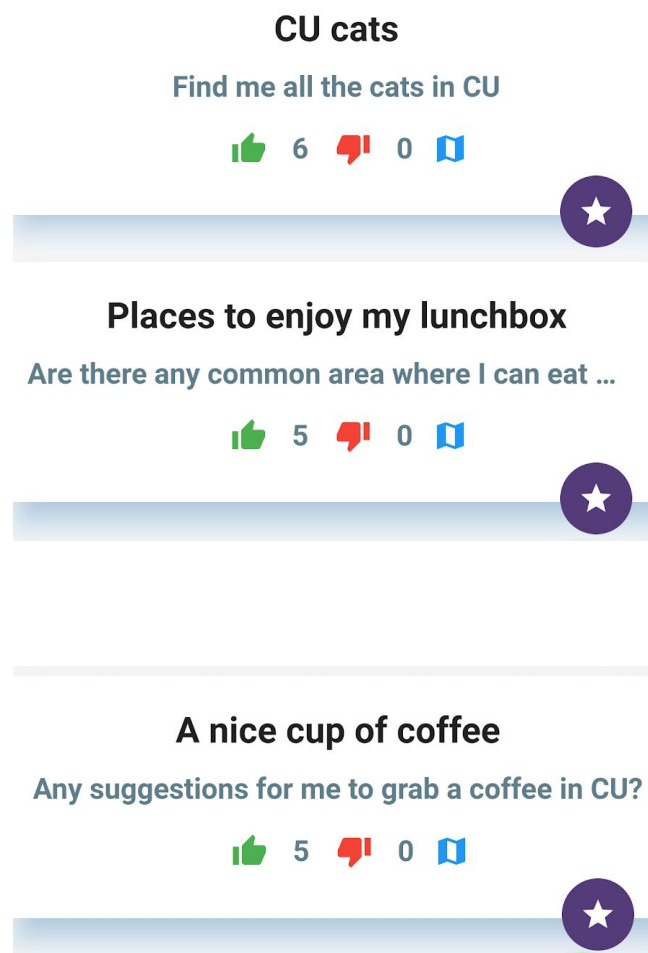 CU cats
Find me all the cats in CU
6 0
Places to enjoy my lunchbox
Are there any common area where I can eat ...
5 0
A nice cup of coffee
Any suggestions for me to grab a coffee in CU?
5 0